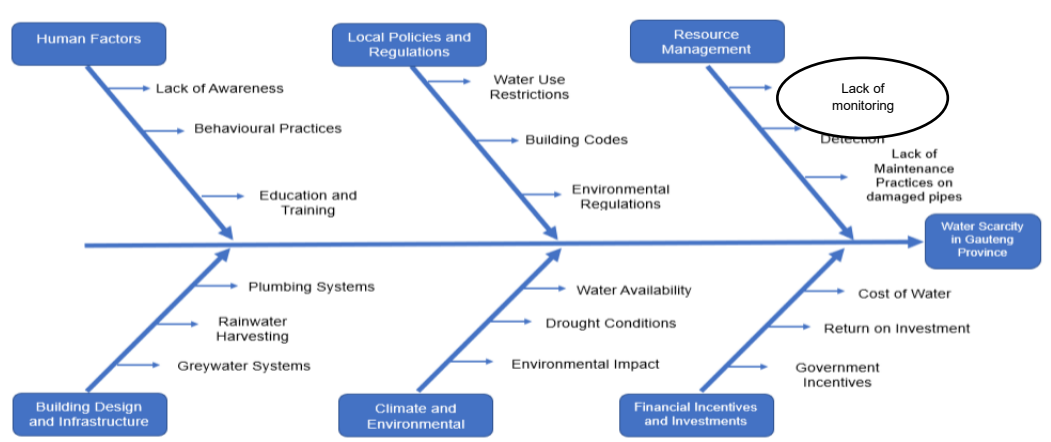 Human Factors
Local Policies and
Regulations
Resource
Management
Lack of Awareness
Behavioural Practices
Education and
Training
Water Use
Restrictions
Building Codes
Environmental
Regulations
Lack of
monitoring
Detection
Lack of
Maintenance
Practices on
damaged pipes
Water Scarcity
in Gauteng
Province
Plumbing Systems
Rainwater
Harvesting
Greywater Systems
Water Availability
Drought Conditions
Environmental Impact
Cost of Water
Return on Investment
Government
Incentives
Building Design
and Infrastructure
Climate and
Environmental
Financial Incentives
and Investments